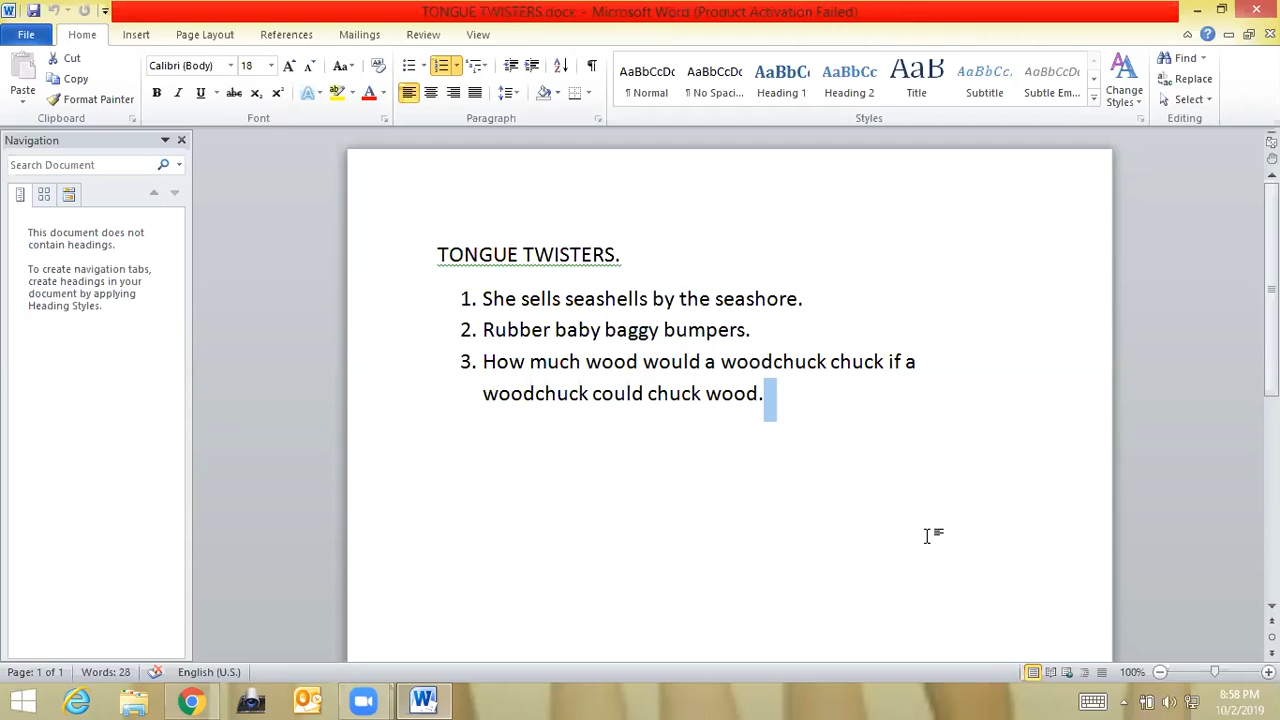 TONGUE TWISTERS.docx - Microsoft Word (Product Activation Failed)
File Home Insert Page Layout References Mailings Review View
Paste
Cut
Copy
Format Painter
Clipboard
Calibri (Body) 18
Font
Paragraph
AaBbCcDc AaBbCcDc AaBbCc AaBbCc AaB AaBbCc. AaBbCcDc
¶ Normal ¶ No Spaci... Heading 1 Heading 2 Title Subtitle Subtle Em...
Change
Styles
Styles
Find
Replace
Select
Editing
Navigation
Search Document
This document does not
contain headings.
To create navigation tabs,
create headings in your
document by applying
Heading Styles.
TONGUE TWISTERS.
1. She sells seashells by the seashore.
2. Rubber baby baggy bumpers.
3. How much wood would a woodchuck chuck if a
woodchuck could chuck wood.
Page: 1 of 1 Words: 28 English (U.S.) 100%
8:58 PM
10/2/2019